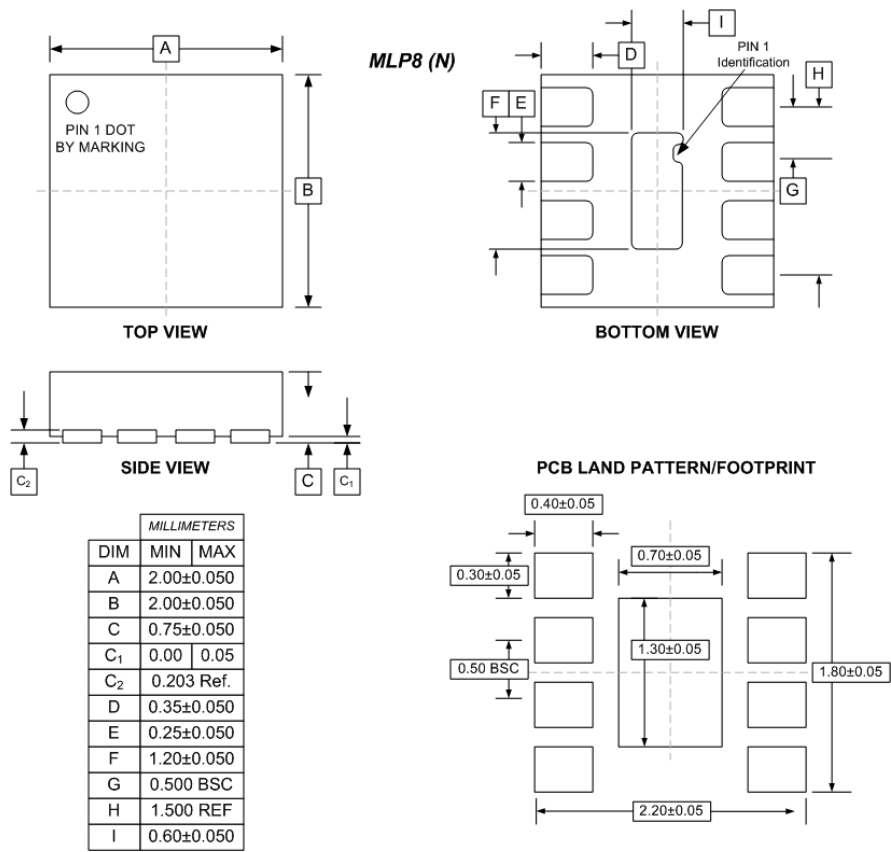 A
MLP8 (N)
D
I
PIN 1
Identification
H
F
E
PIN 1 DOT
BY MARKING
B
G
TOP VIEW
BOTTOM VIEW
C2
SIDE VIEW
C
C1
PCB LAND PATTERN/FOOTPRINT
0.40±0.05
0.70±0.05
0.30±0.05
1.30±0.05
0.50 BSC
1.80±0.05
2.20±0.05
MILLIMETERS
DIM MIN MAX
A 2.00±0.050
B 2.00±0.050
C 0.75±0.050
C1 0.00 0.05
C2 0.203 Ref.
D 0.35±0.050
E 0.25±0.050
F 1.20±0.050
G 0.500 BSC
H 1.500 REF
I 0.60±0.050